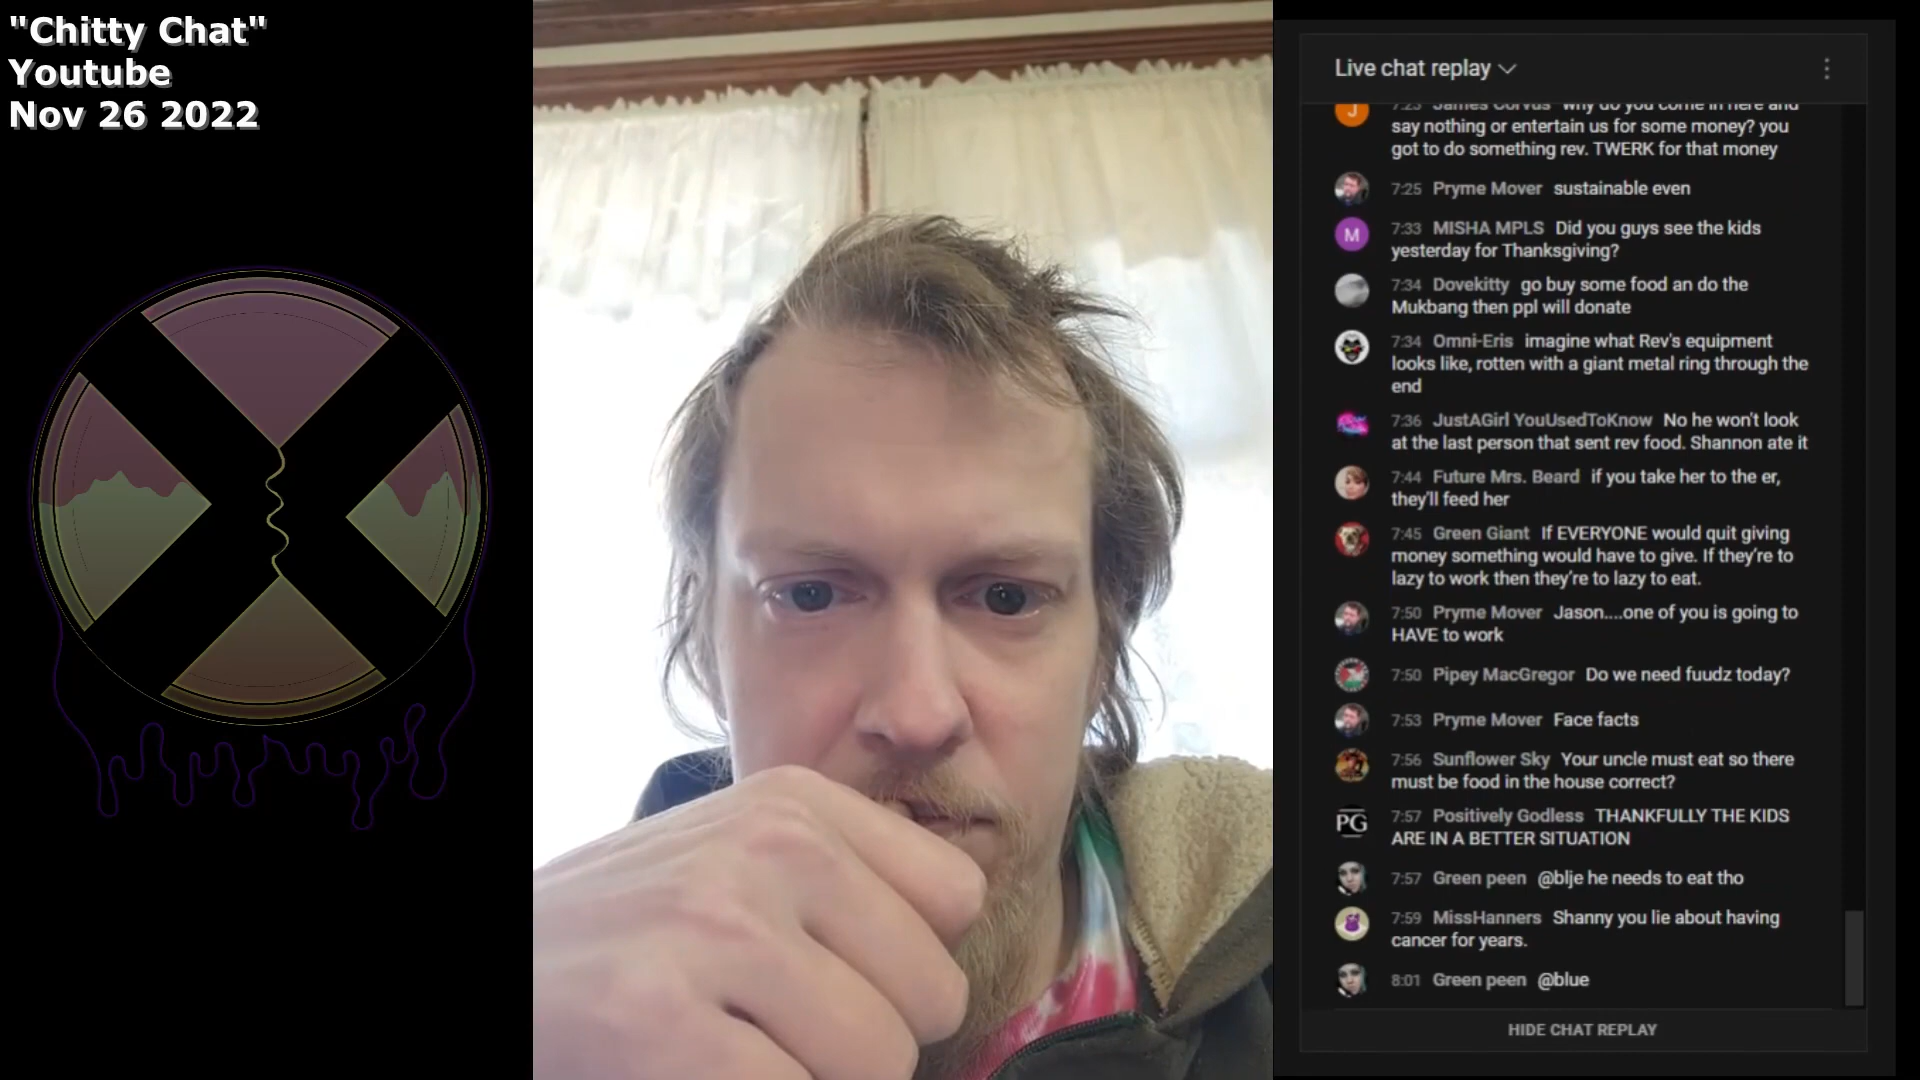 "Chitty Chat"
Youtube
Nov 26 2022
Live chat replay
J
7:23 James Corvus why do you come in here and
say nothing or entertain us for some money? you
got to do something rev. TWERK for that money
7:25 Pryme Mover sustainable even
M
7:33 MISHA MPLS Did you guys see the kids
yesterday for Thanksgiving?
7:34 Dovekitty go buy some food an do the
Mukbang then ppl will donate
7:34 Omni-Eris imagine what Rev's equipment
looks like, rotten with a giant metal ring through the
end
7:36 JustAGirl YouUsedToKnow No he won't look
at the last person that sent rev food. Shannon ate it
7:44 Future Mrs. Beard if you take her to the er,
they'll feed her
7:45 Green Giant If EVERYONE would quit giving
money something would have to give. If they're to
lazy to work then they're to lazy to eat.
7:50 Pryme Mover Jason....one of you is going to
HAVE to work
7:50 Pipey MacGregor Do we need fuudz today?
7:53 Pryme Mover Face facts
7:56 Sunflower Sky Your uncle must eat so there
must be food in the house correct?
PG
7:57 Positively Godless THANKFULLY THE KIDS
ARE IN A BETTER SITUATION
7:57 Green peen @blje he needs to eat tho
7:59 MissHanners Shanny you lie about having
cancer for years.
8:01 Green peen @blue
HIDE CHAT REPLAY